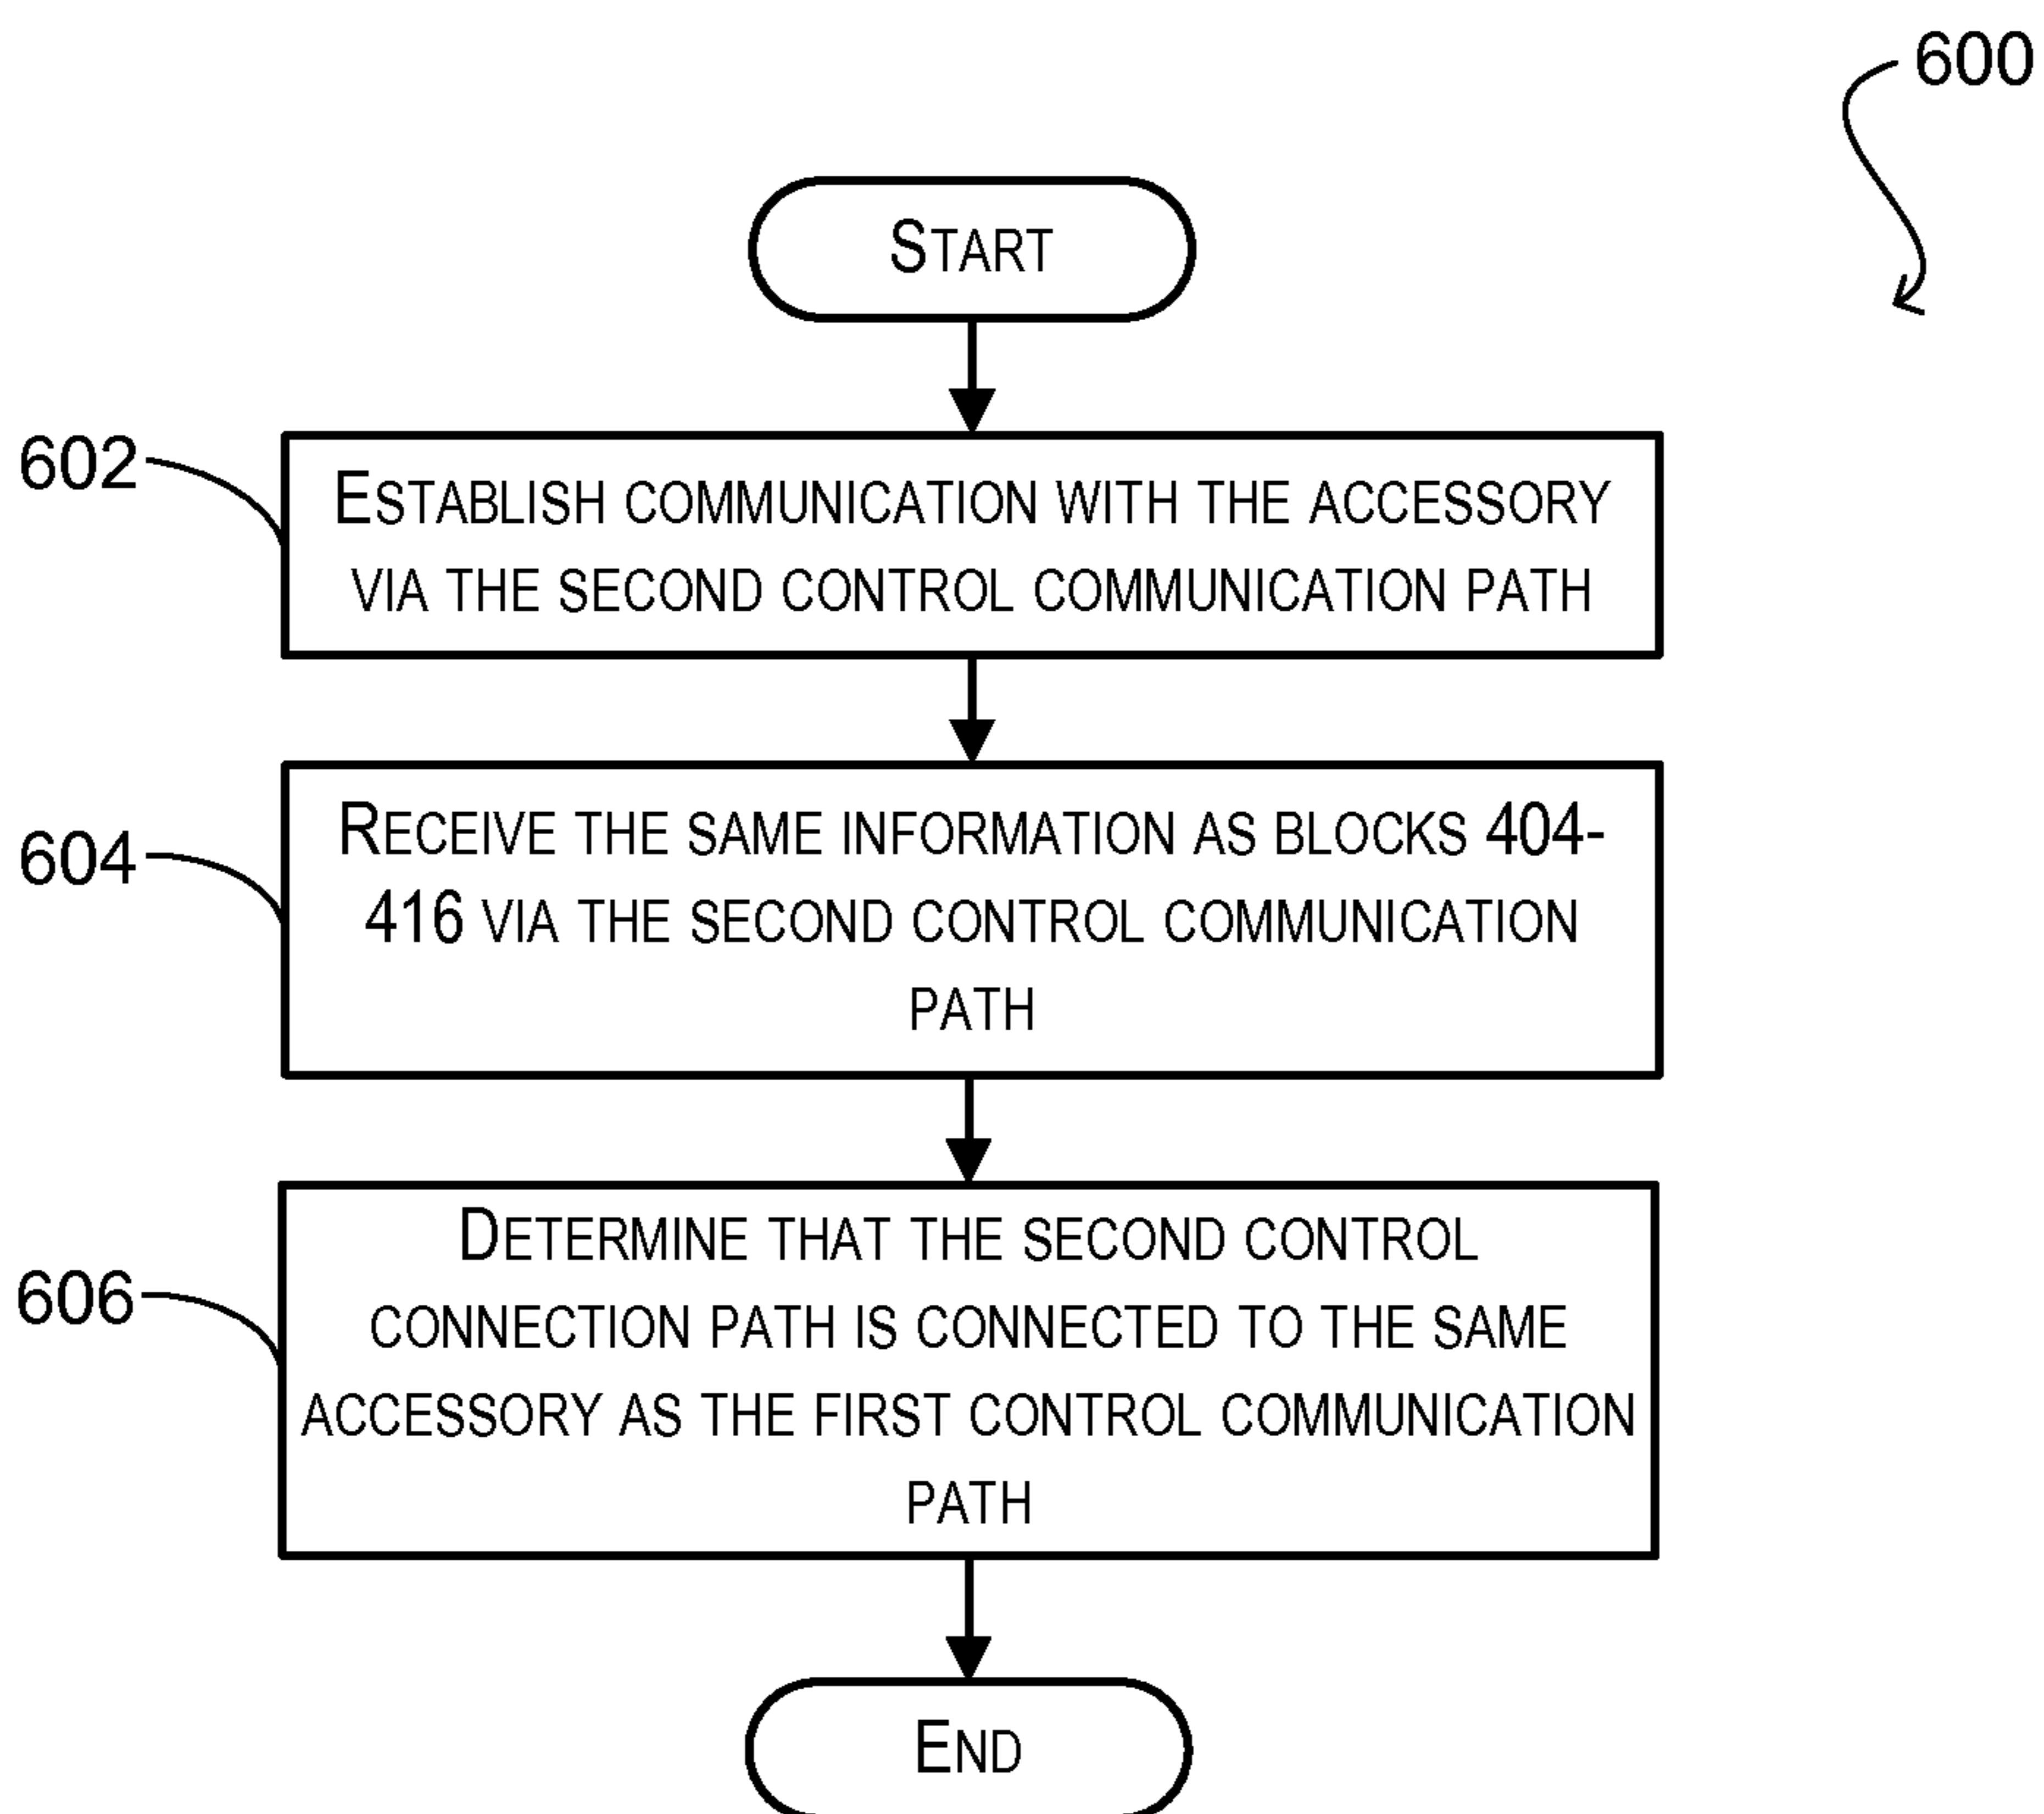 600
START
602
ESTABLISH COMMUNICATION WITH THE ACCESSORY
VIA THE SECOND CONTROL COMMUNICATION PATH
604
RECEIVE THE SAME INFORMATION AS BLOCKS 404-
416 VIA THE SECOND CONTROL COMMUNICATION
PATH
606
DETERMINE THAT THE SECOND CONTROL
CONNECTION PATH IS CONNECTED TO THE SAME
ACCESSORY AS THE FIRST CONTROL COMMUNICATION
PATH
END